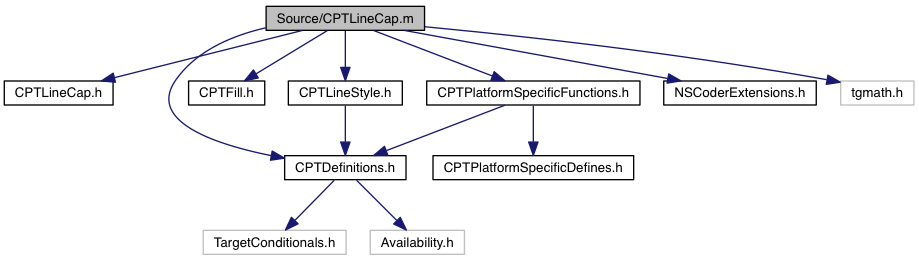 Source/CPTLineCap.m
CPTLineCap.h
CPTFill.h
CPTLineStyle.h
CPTPlatformSpecificFunctions.h
NSCoderExtensions.h
tgmath.h
CPTDefinitions.h
CPTPlatformSpecificDefines.h
TargetConditionals.h
Availability.h